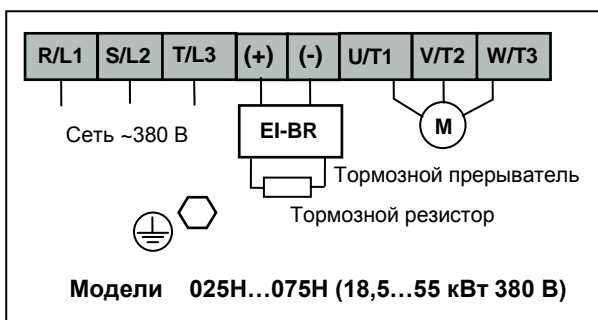 R/L1 S/L2 T/L3 (+) (-) U/T1 V/T2 W/T3
Сеть ~380 В
EI-BR
М
Тормозной прерыватель
Тормозной резистор
Модели 025H...075H (18,5...55 кВт 380 В)